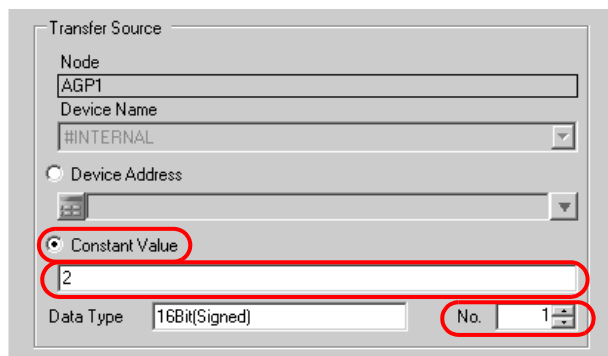 Transfer Source
Node
AGP1
Device Name
#INTERNAL
Device Address
Constant Value
2
Data Type 16Bit(Signed) No. 1